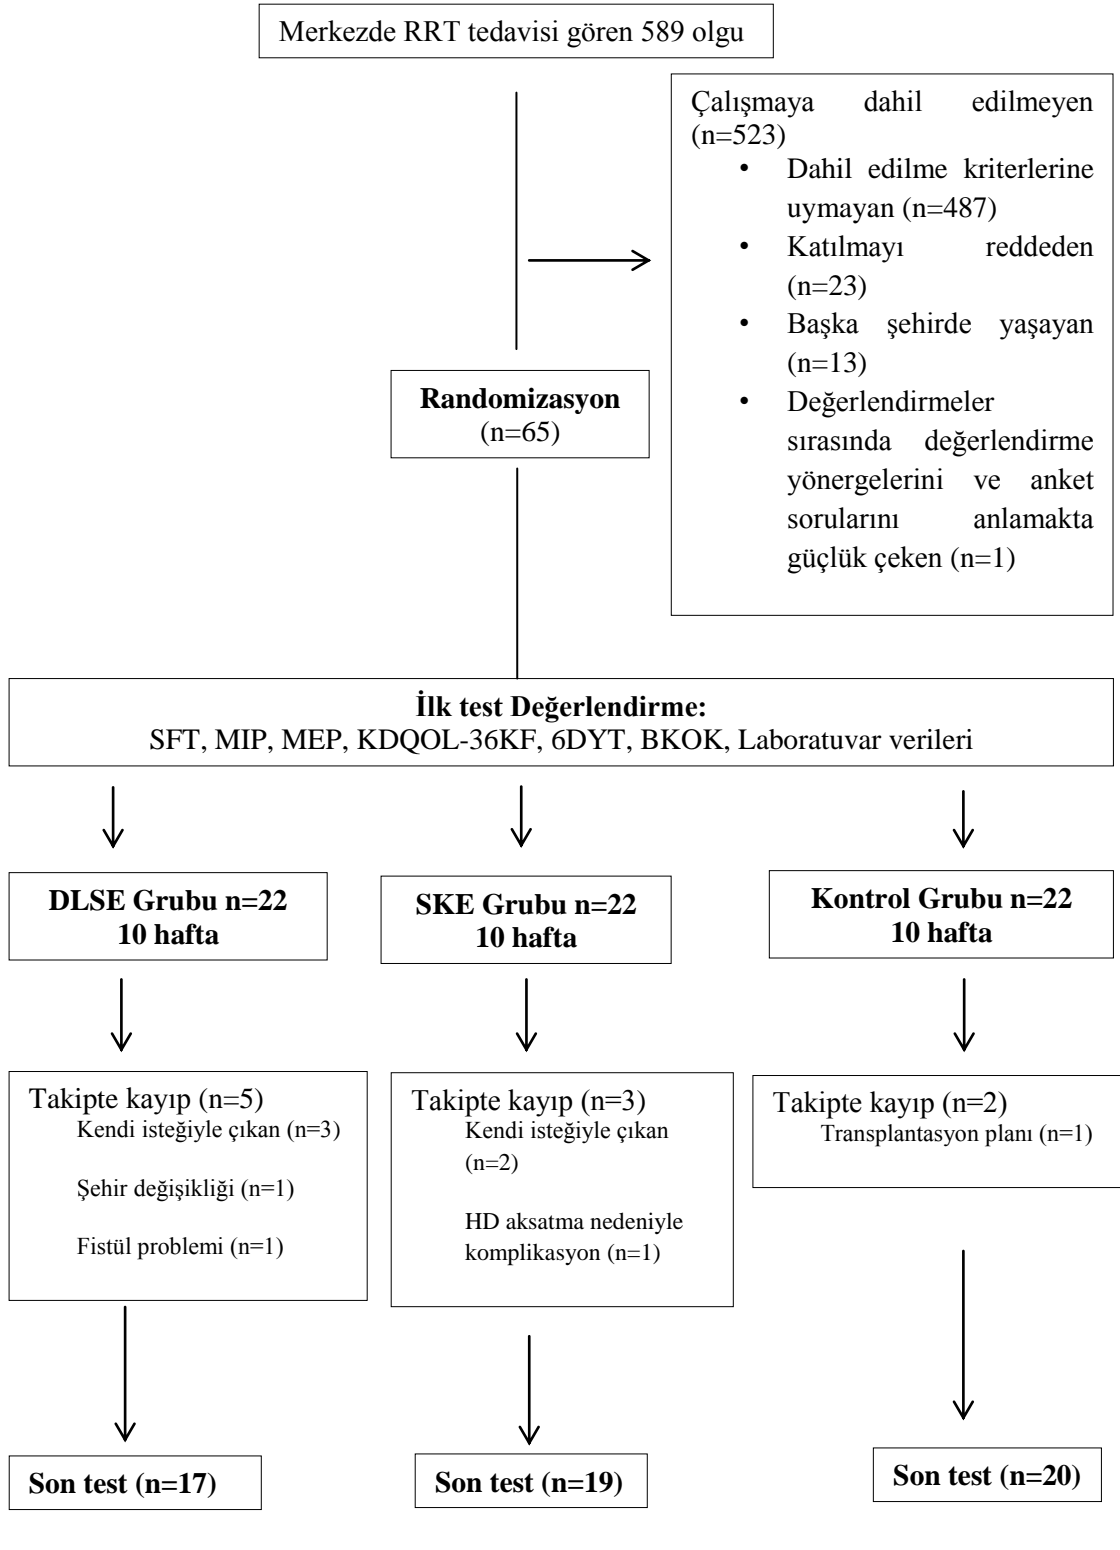 Merkezde RRT tedavisi gören 589 olgu
Çalışmaya dahil edilmeyen
(n=523)
• Dahil edilme kriterlerine
uymayan (n=487)
• Katılmayı reddeden
(n=23)
• Başka şehirde yaşayan
(n=13)
• Değerlendirmeler
sırasında değerlendirme
yönergelerini ve anket
sorularını anlamakta
güçlük çeken (n=1)
Randomizasyon
(n=65)
İlk test Değerlendirme:
SFT, MIP, MEP, KDQOL-36KF, 6DYT, BKOK, Laboratuvar verileri
DLSE Grubu n=22
10 hafta
SKE Grubu n=22
10 hafta
Kontrol Grubu n=22
10 hafta
Takipte kayıp (n=5)
Kendi isteğiyle çıkan (n=3)
Şehir değişikliği (n=1)
Fistül problemi (n=1)
Takipte kayıp (n=3)
Kendi isteğiyle çıkan
(n=2)
HD aksatma nedeniyle
komplikasyon (n=1)
Takipte kayıp (n=2)
Transplantasyon planı (n=1)
Son test (n=17)
Son test (n=19)
Son test (n=20)